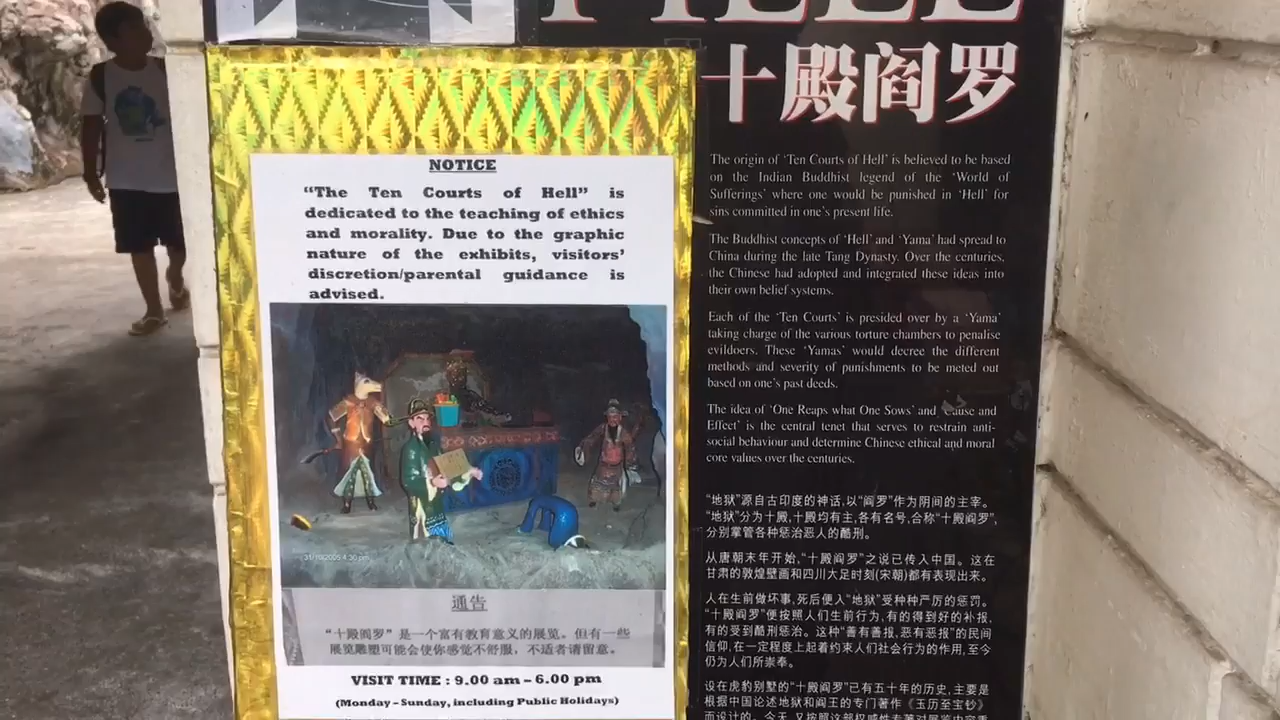 NOTICE
“The Ten Courts of Hell” is
dedicated to the teaching of ethics
and morality. Due to the graphic
nature of the exhibits, visitors’
discretion/parental guidance is
advised.
31/10/2005 4:30 pm
通告
“十殿阎罗”是一个富有教育意义的展览。但有一些
展览雕塑可能会使你感觉不舒服，不适者请留意。
VISIT TIME : 9.00 am – 6.00 pm
(Monday – Sunday, including Public Holidays)
十殿阎罗
The origin of ‘Ten Courts of Hell’ is believed to be based
on the Indian Buddhist legend of the ‘World of
Sufferings’ where one would be punished in ‘Hell’ for
sins committed in one’s present life.
The Buddhist concepts of ‘Hell’ and ‘Yama’ had spread to
China during the late Tang Dynasty. Over the centuries,
the Chinese had adopted and integrated these ideas into
their own belief systems.
Each of the ‘Ten Courts’ is presided over by a ‘Yama’
taking charge of the various torture chambers to penalise
evildoers. These ‘Yamas’ would decree the different
methods and severity of punishments to be meted out
based on one’s past deeds.
The idea of ‘One Reaps what One Sows’ and ‘Cause and
Effect’ is the central tenet that serves to restrain anti-
social behaviour and determine Chinese ethical and moral
core values over the centuries.
“地狱”源自古印度的神话,以“阎罗”作为阴间的主宰。
“地狱”分为十殿,十殿均有主,各有名号,合称“十殿阎罗”,
分别掌管各种惩治恶人的酷刑。
从唐朝末年开始,“十殿阎罗”之说已传入中国。这在
甘肃的敦煌壁画和四川大足时刻(宋朝)都有表现出来。
人在生前做坏事,死后便入“地狱”受种种严厉的惩罚。
“十殿阎罗”便按照人们生前行为,有的得到好的补报,
有的受到酷刑惩治。这种“善有善报,恶有恶报”的民间
信仰,在一定程度上起着约束人们社会行为的作用,至今
仍为人们所崇奉。
设在虎豹别墅的“十殿阎罗”已有五十年的历史,主要是
根据中国论述地狱和阎王的专门著作《玉历至宝钞》